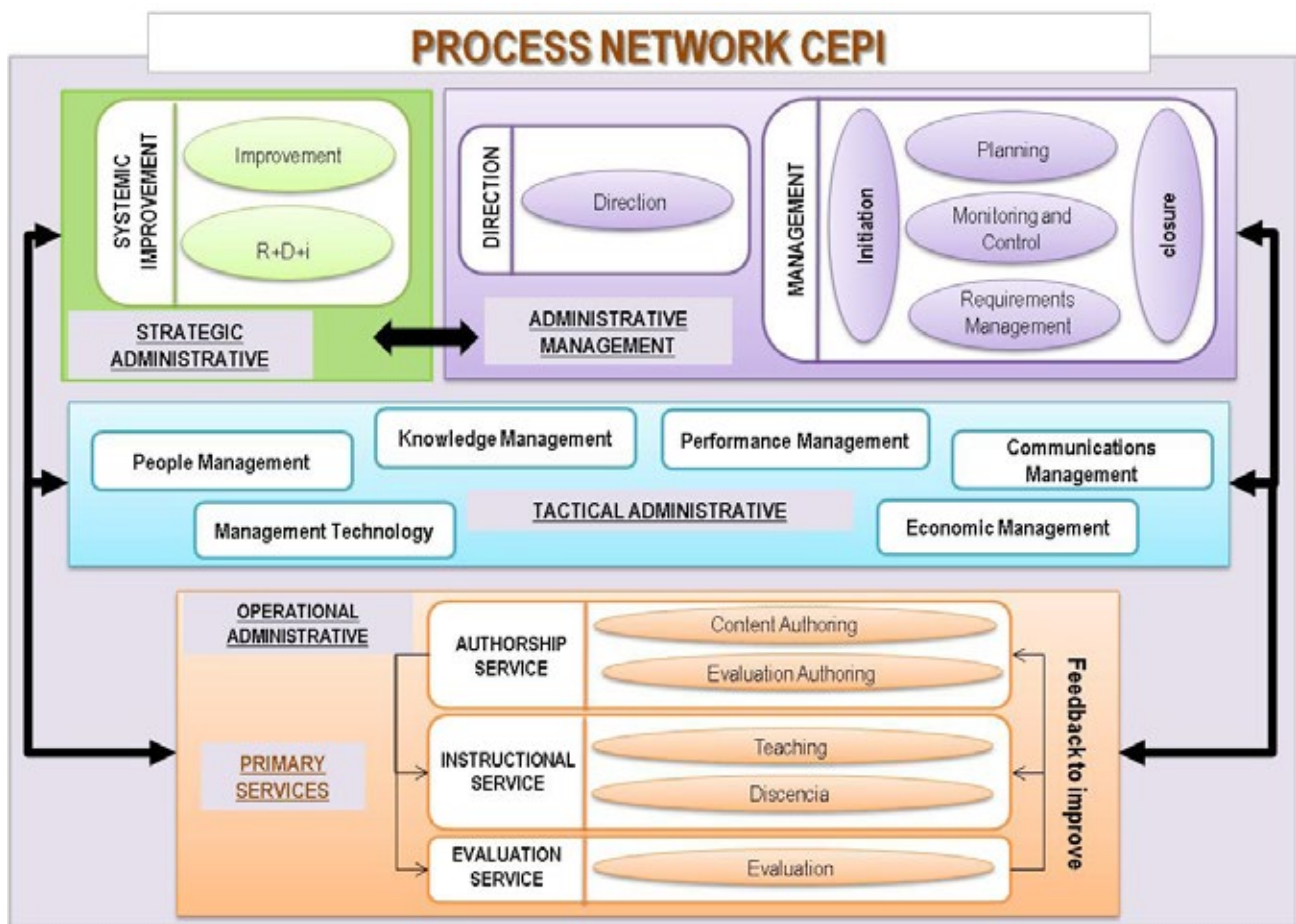 PROCESS NETWORK CEPI
SYSTEMIC
IMPROVEMENT
Improvement
R+D+i
STRATEGIC
ADMINISTRATIVE
DIRECTION
Direction
ADMINISTRATIVE
MANAGEMENT
MANAGEMENT
Initiation
Planning
Monitoring and
Control
Requirements
Management
closure
People Management
Knowledge Management
Performance Management
Communications
Management
Management Technology
TACTICAL ADMINISTRATIVE
Economic Management
OPERATIONAL
ADMINISTRATIVE
PRIMARY
SERVICES
AUTHORSHIP
SERVICE
Content Authoring
Evaluation Authoring
INSTRUCTIONAL
SERVICE
Teaching
Discencia
EVALUATION
SERVICE
Evaluation
Feedback to improve